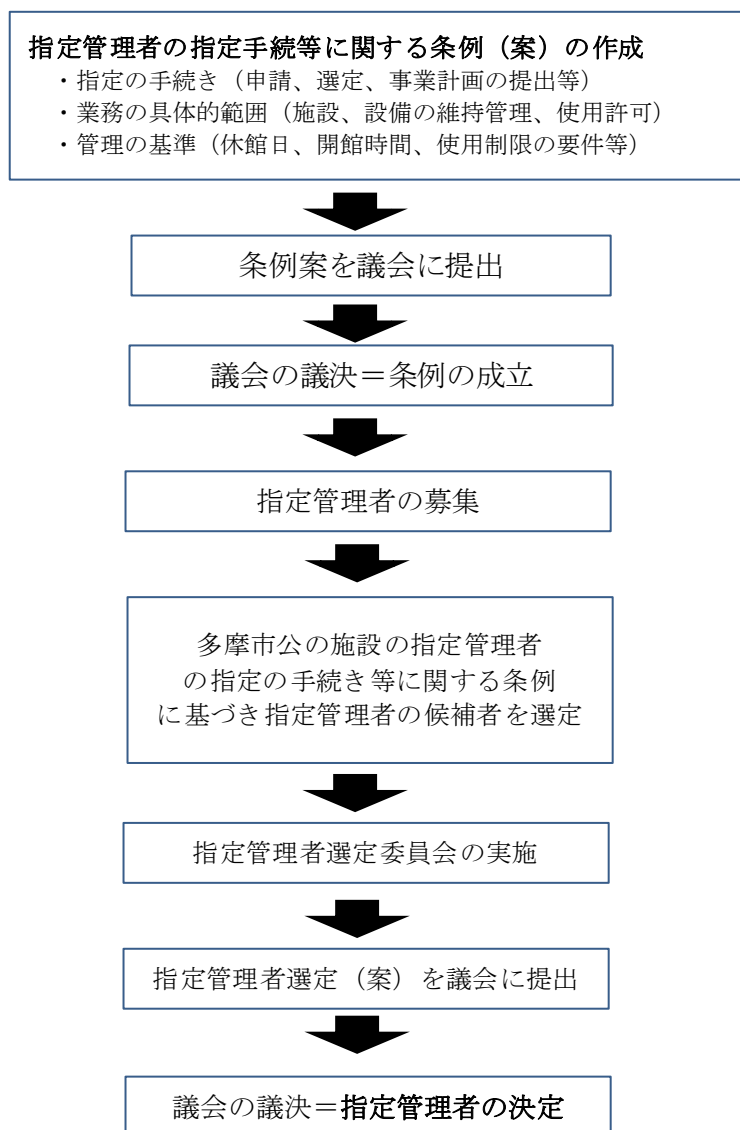 指定管理者の指定手続等に関する条例（案）の作成
・指定の手続き（申請、選定、事業計画の提出等）
・業務の具体的範囲（施設、設備の維持管理、使用許可）
・管理の基準（休館日、開館時間、使用制限の要件等）
条例案を議会に提出
議会の議決＝条例の成立
指定管理者の募集
多摩市公の施設の指定管理者
の指定の手続き等に関する条例
に基づき指定管理者の候補者を選定
指定管理者選定委員会の実施
指定管理者選定（案）を議会に提出
議会の議決＝指定管理者の決定